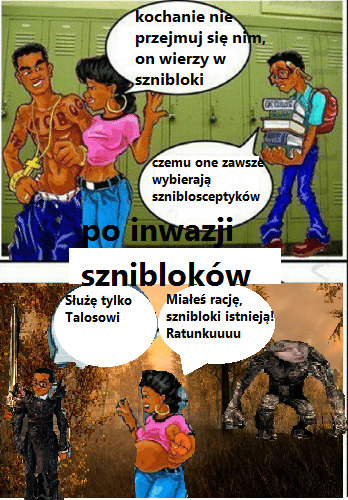 kochanie nie
przejmuj się nim,
on wierzy w
sznibloki
czemu one zawsze
wybierają
szniblosceptyków
po inwazji
sznibloków
Służę tylko
Talosowi
Miałeś rację,
sznibloki istnieją!
Ratunkuuuu